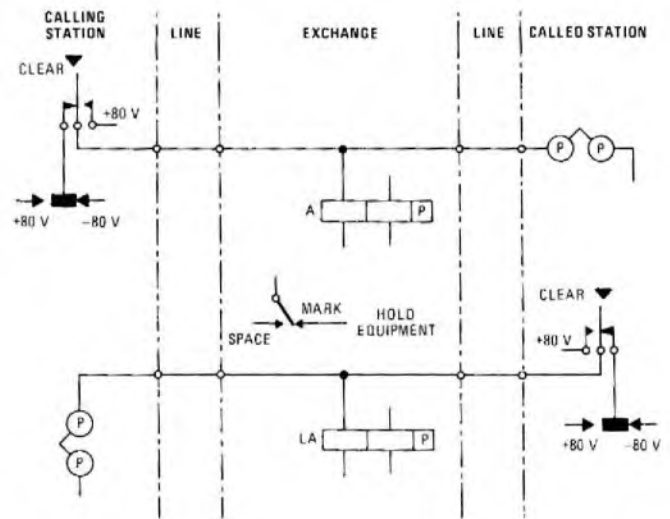 CALLING STATION
LINE
EXCHANGE
LINE
CALLED STATION
CLEAR
+80 V
P P
+80 V
−80 V
A
P
CLEAR
MARK
HOLD EQUIPMENT
SPACE
+80 V
P
P
LA
P
+80 V
−80 V